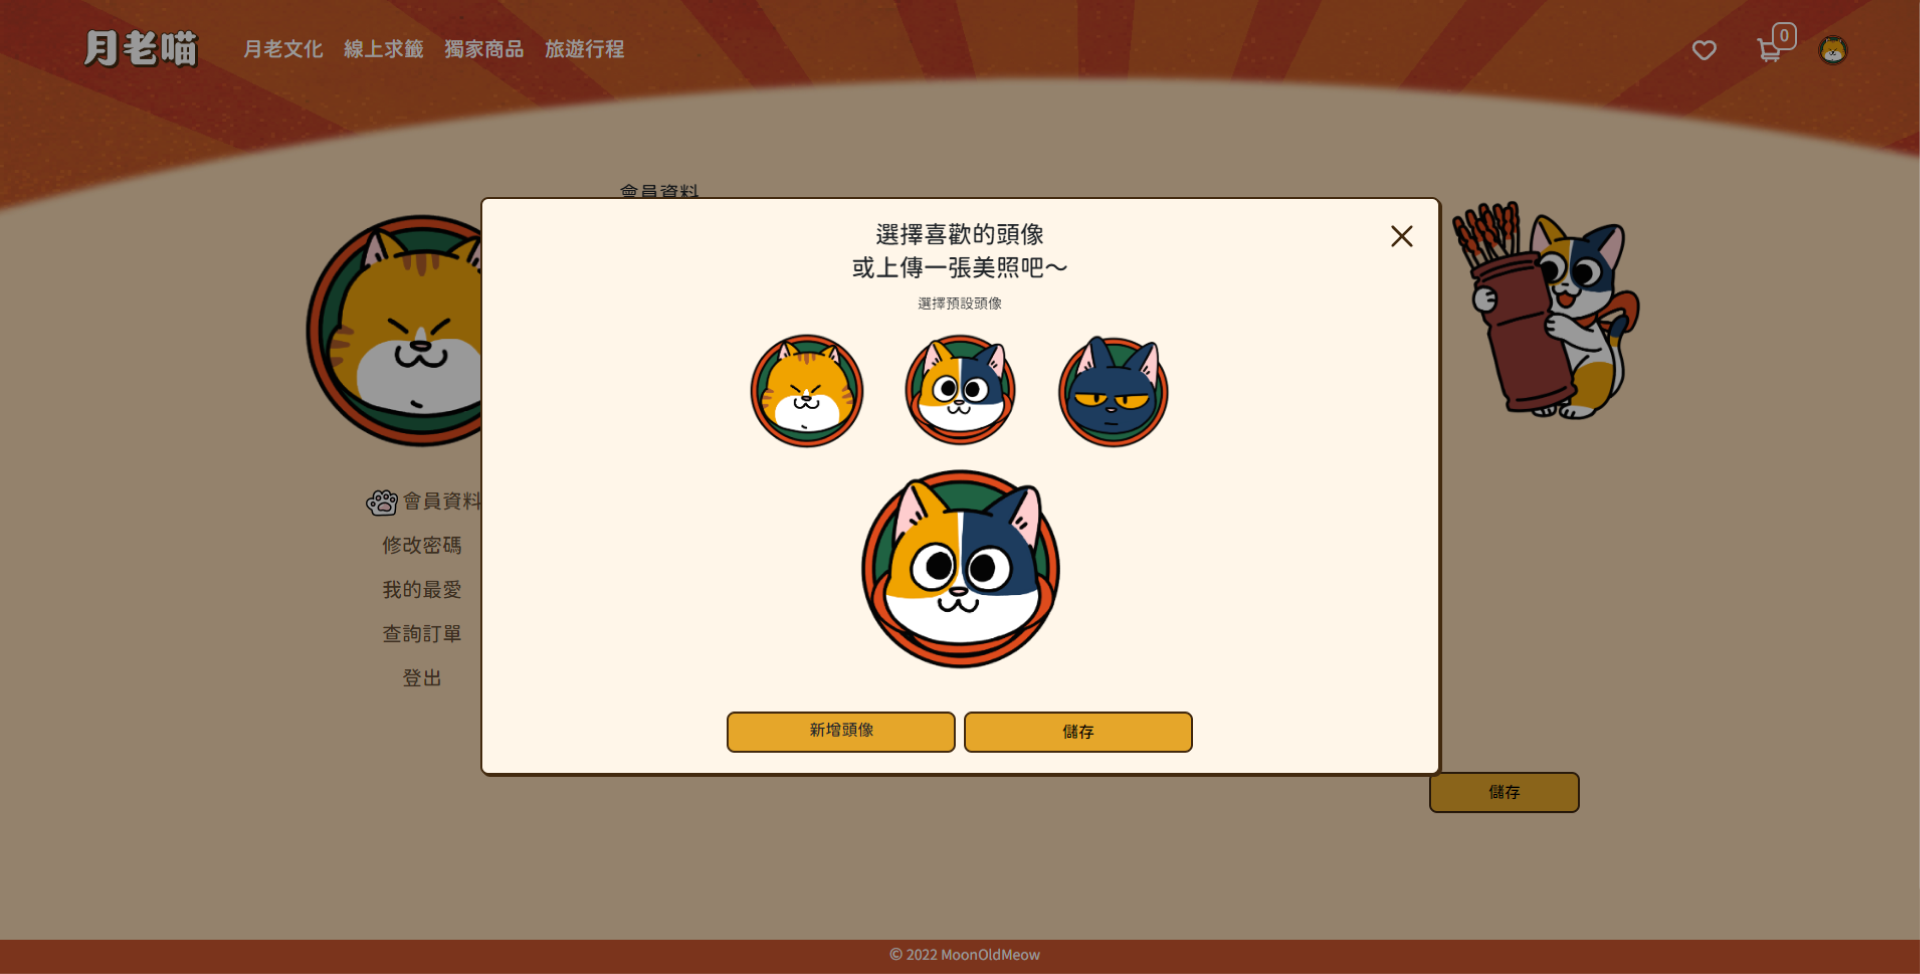 月老喵
月老文化 線上求籤 獨家商品 旅遊行程
0
會員資料
選擇喜歡的頭像
或上傳一張美照吧～
選擇預設頭像
會員資料
修改密碼
我的最愛
查詢訂單
登出
新增頭像
儲存
儲存
© 2022 MoonOldMeow